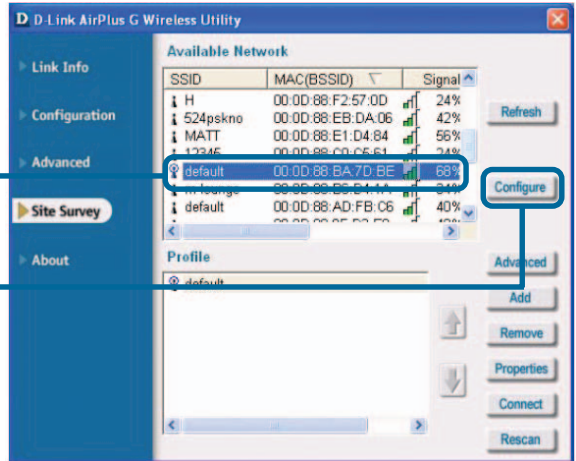 D D-Link AirPlus G Wireless Utility
Link Info
Configuration
Advanced
Site Survey
About
Available Network
SSID MAC(BSSID) Signal
H 00:0D:88:F2:57:0D 24%
524pskno 00:0D:88:EB:DA:06 42%
MATT 00:0D:88:E1:D4:84 56%
12345 24%
default 00:0D:88:BA:7D:BE 68%
m-lounge
default 00:0D:88:AD:FB:C6 40%
Refresh
Configure
Profile
default
Advanced
Add
Remove
Properties
Connect
Rescan